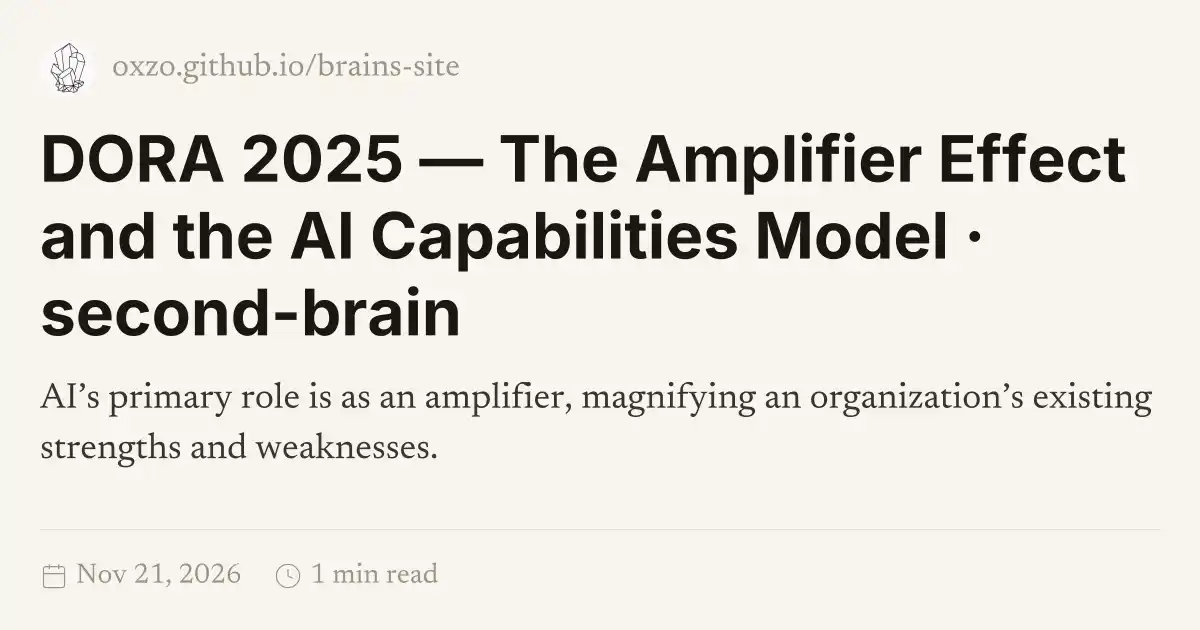 oxzo.github.io/brains-site
DORA 2025 — The Amplifier Effect
and the AI Capabilities Model ·
second-brain
AI’s primary role is as an amplifier, magnifying an organization’s existing
strengths and weaknesses.
Nov 21, 2026 1 min read